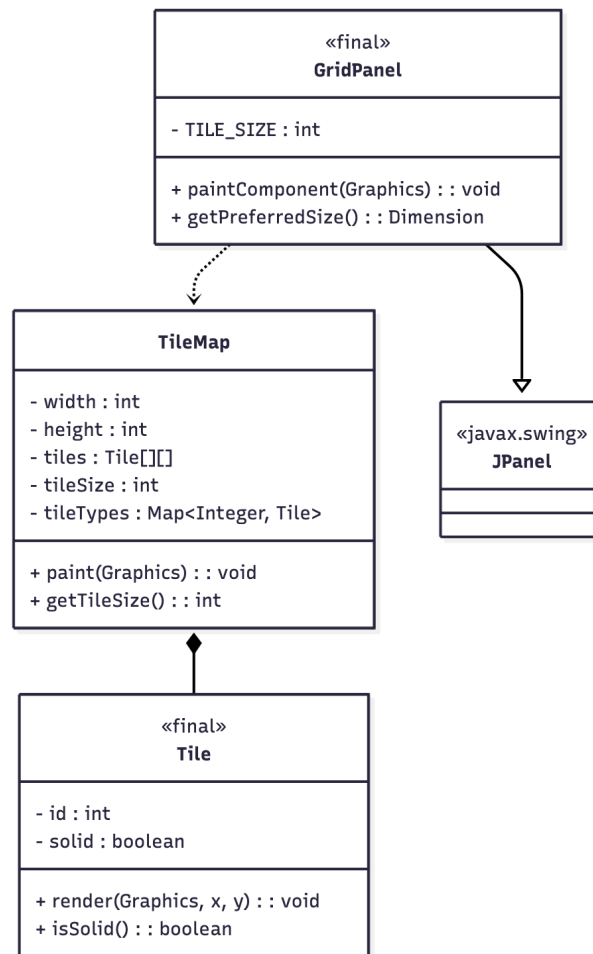 «final»
GridPanel
- TILE_SIZE : int
+ paintComponent(Graphics) : : void
+ getPreferredSize() : : Dimension
TileMap
- width : int
- height : int
- tiles : Tile[][]
- tileSize : int
- tileTypes : Map<Integer, Tile>
+ paint(Graphics) : : void
+ getTileSize() : : int
«javax.swing»
JPanel
«final»
Tile
- id : int
- solid : boolean
+ render(Graphics, x, y) : : void
+ isSolid() : : boolean